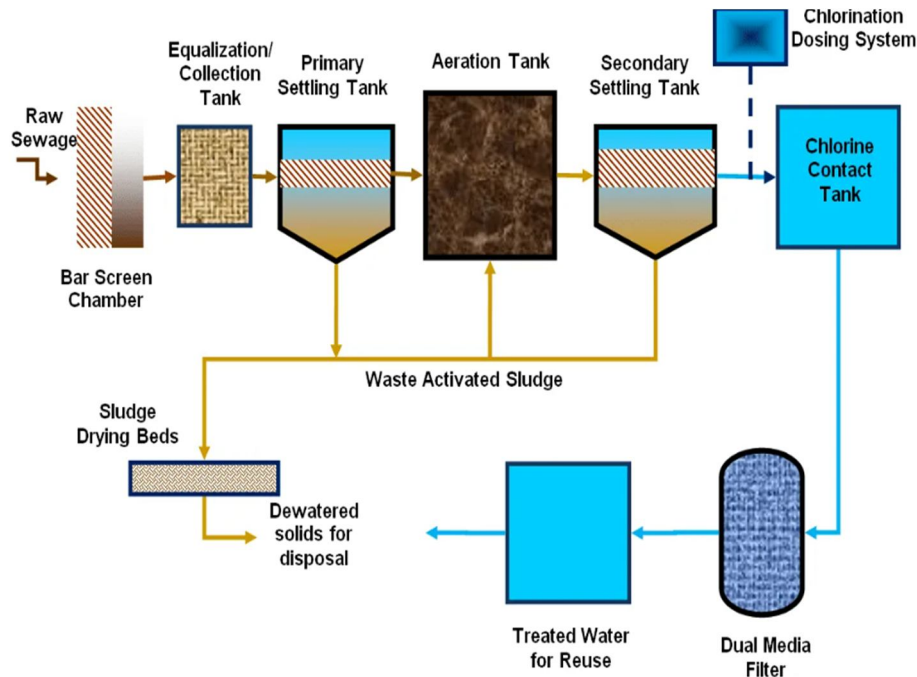 Chlorination
Dosing System
Equalization/
Collection
Tank
Primary
Settling Tank
Aeration Tank
Secondary
Settling Tank
Raw
Sewage
Chlorine
Contact
Tank
Bar Screen
Chamber
Waste Activated Sludge
Sludge
Drying Beds
Dewatered
solids for
disposal
Treated Water
for Reuse
Dual Media
Filter